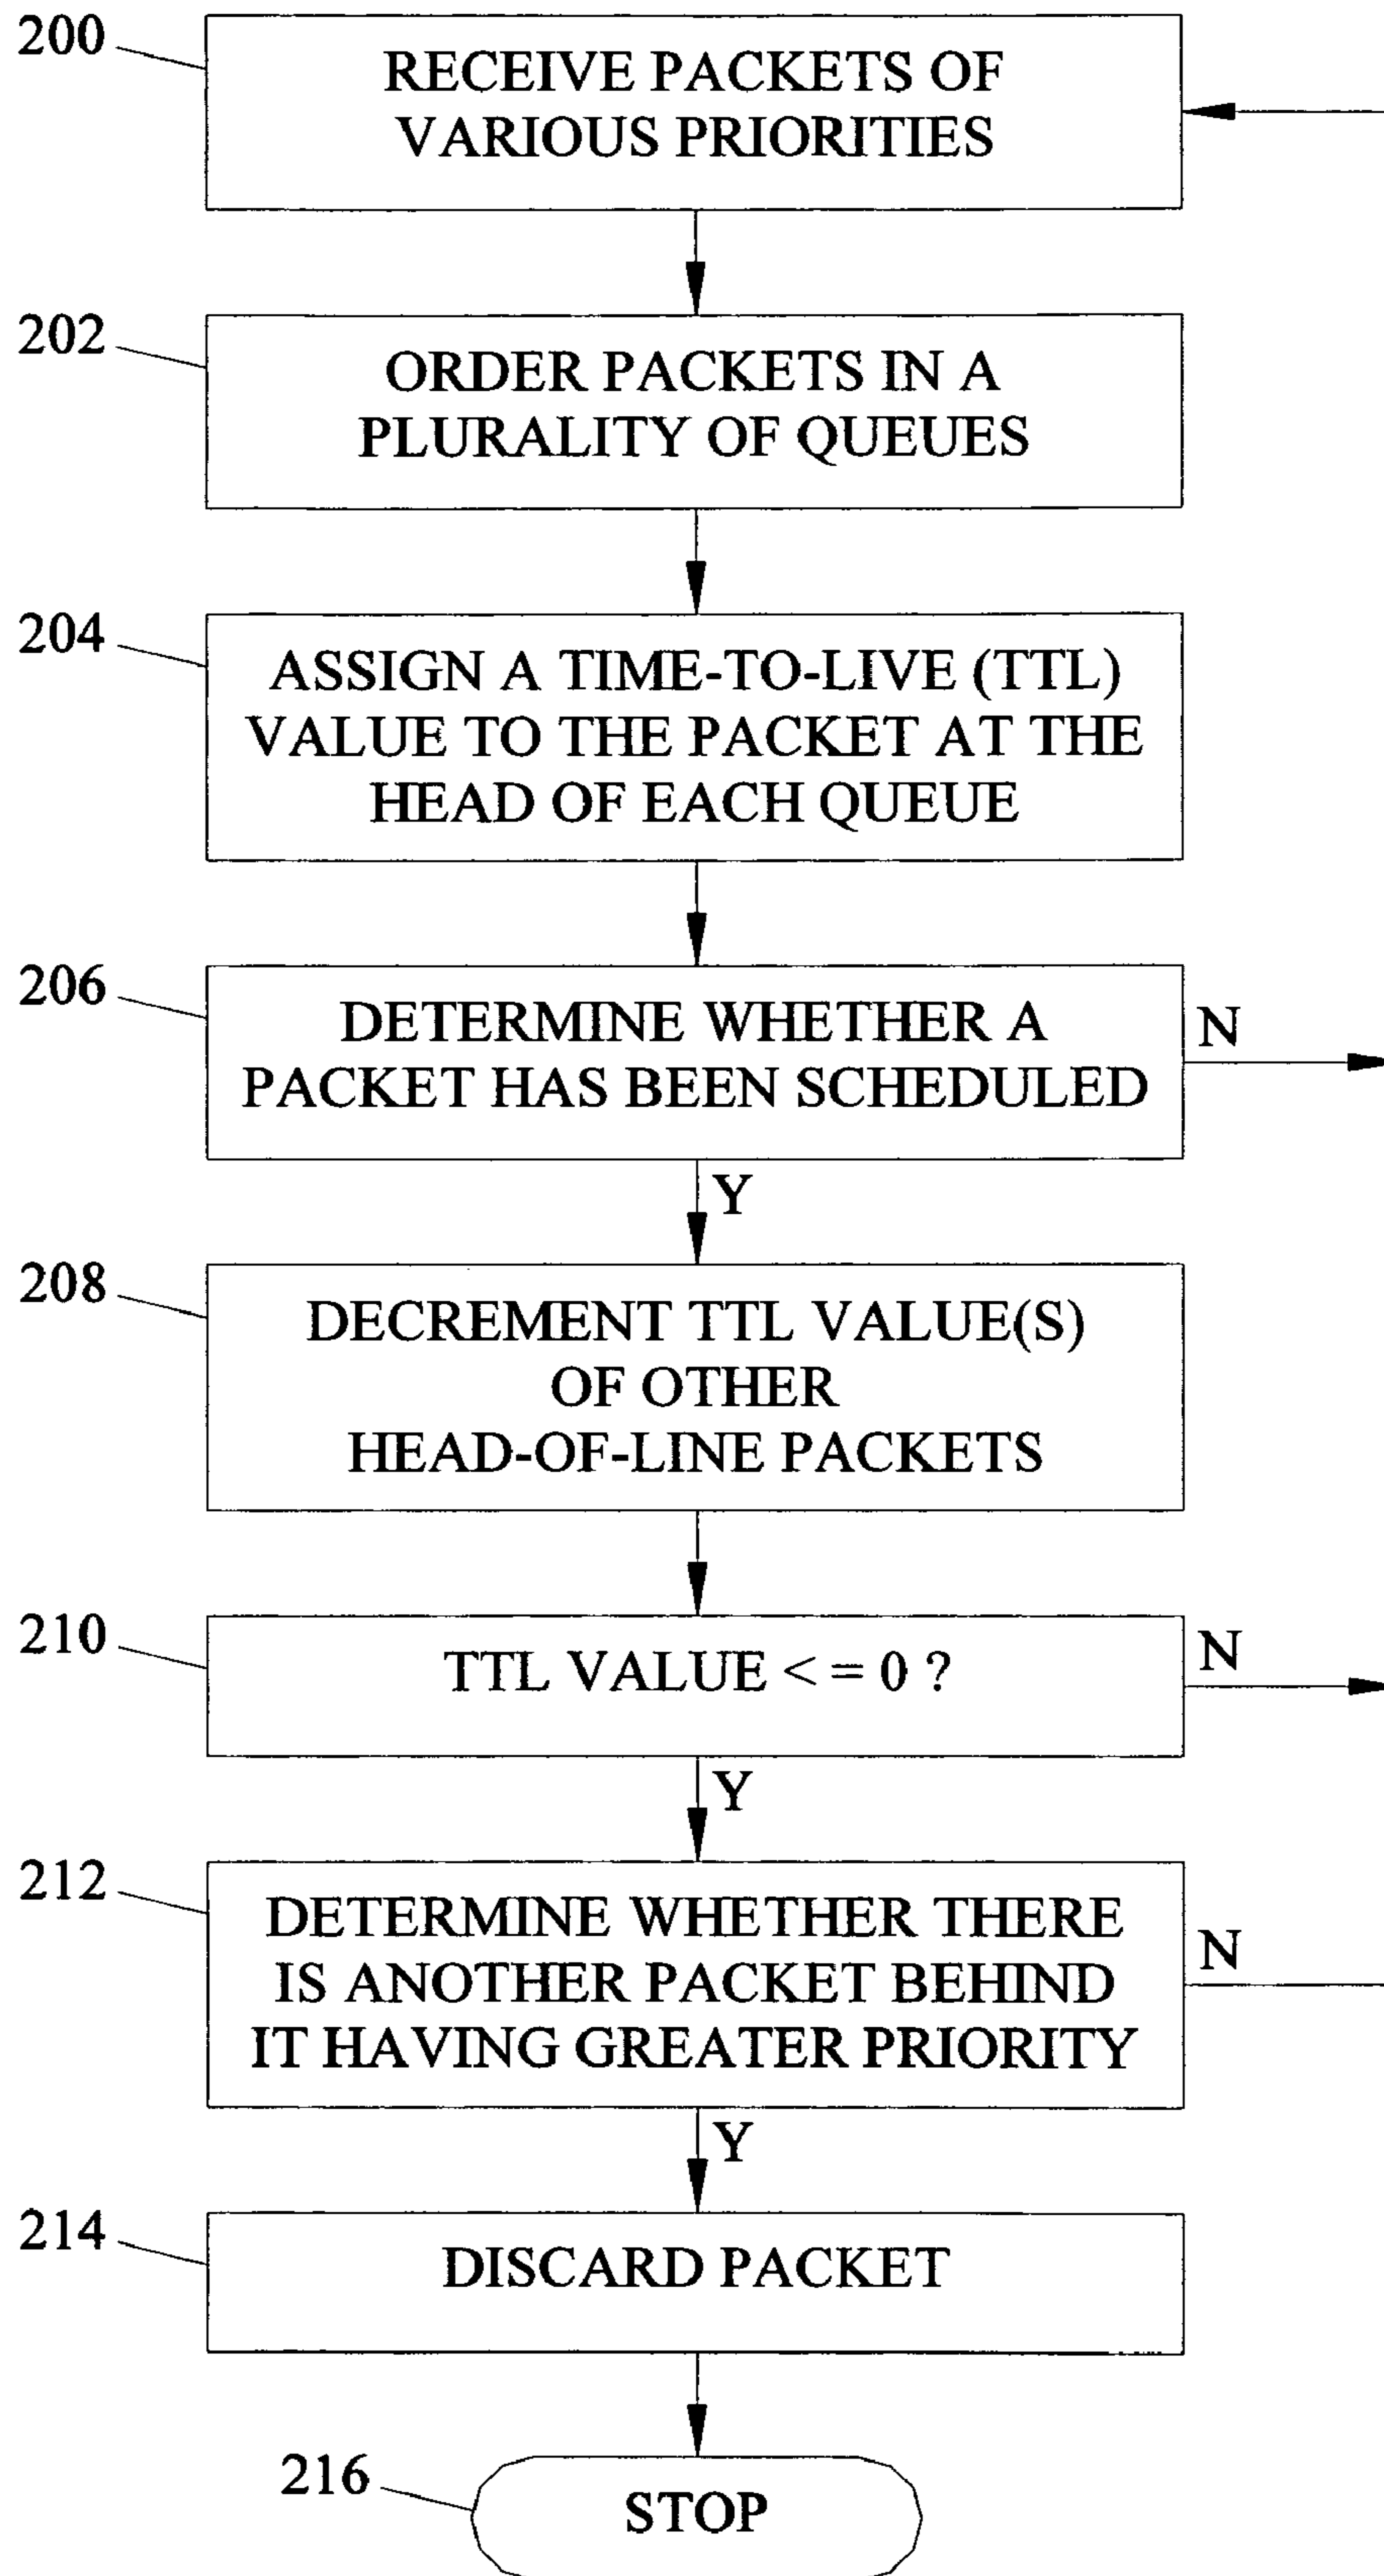 200
RECEIVE PACKETS OF
VARIOUS PRIORITIES
202
ORDER PACKETS IN A
PLURALITY OF QUEUES
204
ASSIGN A TIME-TO-LIVE (TTL)
VALUE TO THE PACKET AT THE
HEAD OF EACH QUEUE
206
DETERMINE WHETHER A
PACKET HAS BEEN SCHEDULED
N
Y
208
DECREMENT TTL VALUE(S)
OF OTHER
HEAD-OF-LINE PACKETS
210
TTL VALUE < = 0 ?
N
Y
212
DETERMINE WHETHER THERE
IS ANOTHER PACKET BEHIND
IT HAVING GREATER PRIORITY
N
Y
214
DISCARD PACKET
216
STOP